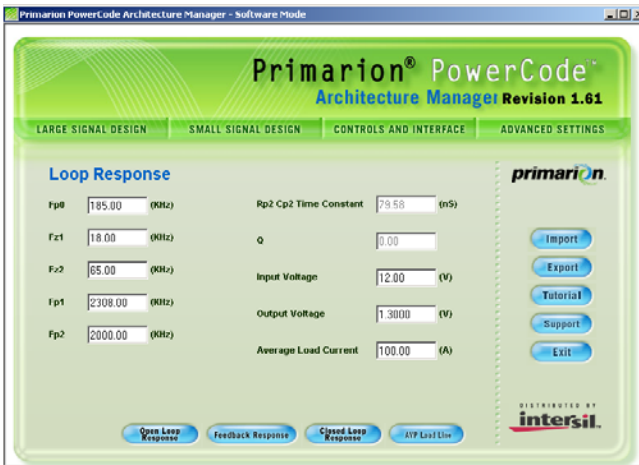 Primarion PowerCode Architecture Manager - Software Mode
Primarion® PowerCode™
Architecture Manager Revision 1.61
LARGE SIGNAL DESIGN SMALL SIGNAL DESIGN CONTROLS AND INTERFACE ADVANCED SETTINGS
Loop Response
primarion.
Fp0 185.00 (KHz)
Rp2 Cp2 Time Constant 79.58 (nS)
Fz1 18.00 (KHz)
Q 0.00
Import
Fz2 65.00 (KHz)
Input Voltage 12.00 (V)
Export
Fp1 2308.00 (KHz)
Output Voltage 1.3000 (V)
Tutorial
Support
Fp2 2000.00 (KHz)
Average Load Current 100.00 (A)
Exit
DISTRIBUTED BY
intersil.
Open Loop Response
Feedback Response
Closed Loop Response
AVP Load Line